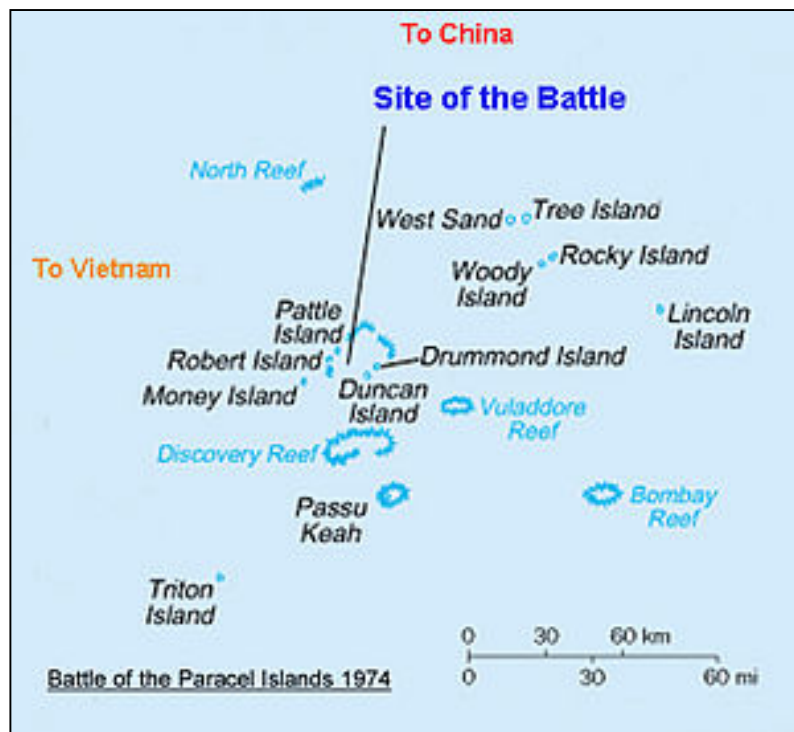 To China
Site of the Battle
North Reef
West Sand
Tree Island
To Vietnam
Woody
Island
Rocky Island
Pattle
Island
Lincoln
Island
Robert Island
Drummond Island
Money Island
Duncan
Island
Vuladdore
Reef
Discovery Reef
Passu
Keah
Bombay
Reef
Triton
Island
0 30 60 km
0 30 60 mi
Battle of the Paracel Islands 1974